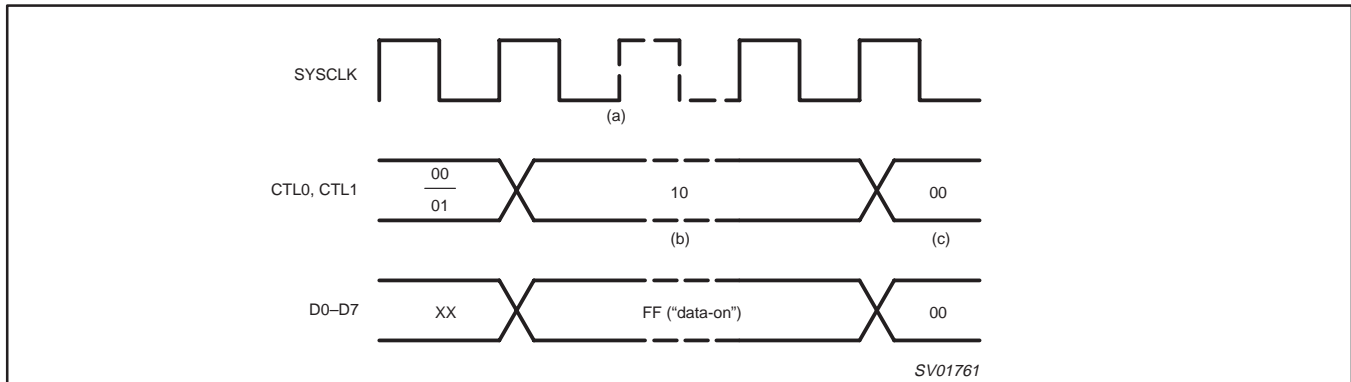 SYSCLK
(a)
CTL0, CTL1
00
01
10
00
(b)
(c)
D0–D7
XX
FF (“data-on”)
00
SV01761